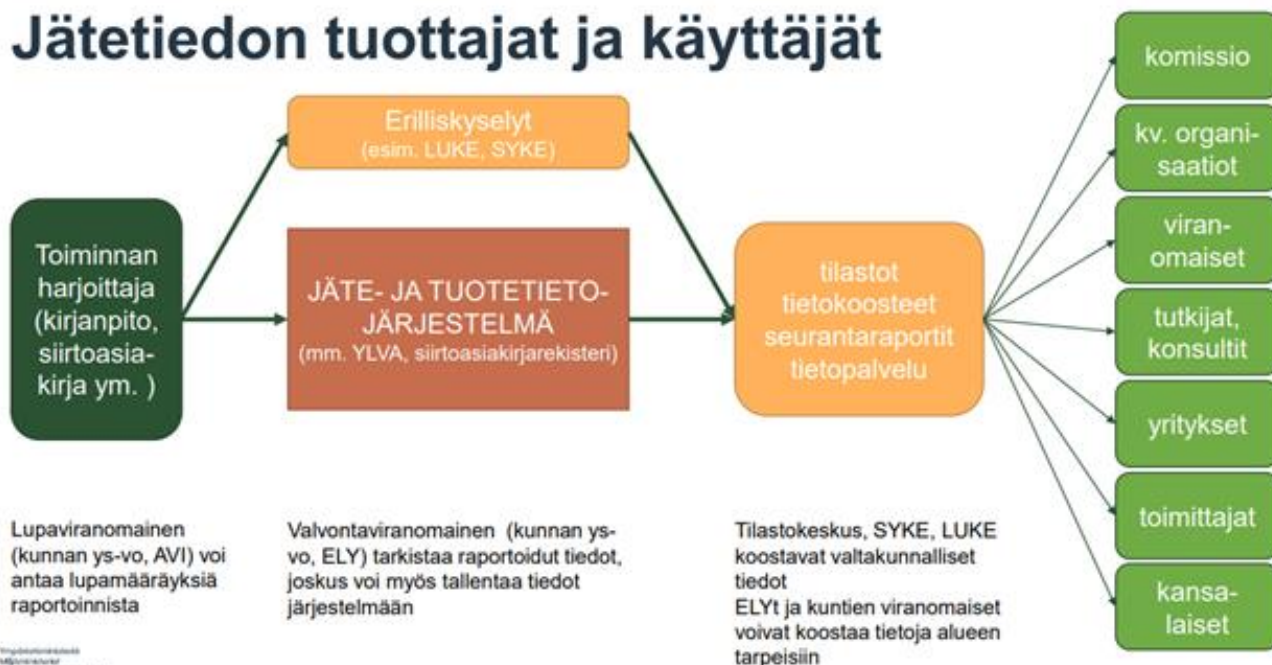 Jätetiedon tuottajat ja käyttäjät
Toiminnan
harjoittaja
(kirjanpito,
siirtoasia-
kirja ym. )
Erilliskyselyt
(esim. LUKE, SYKE)
JÄTE- JA TUOTETIETO-
JÄRJESTELMÄ
(mm. YLVA, siirtoasiakirjarekisteri)
tilastot
tietokoosteet
seurantaraportit
tietopalvelu
komissio
kv. organi-
saatiot
viran-
omaiset
tutkijat,
konsultit
yritykset
toimittajat
kansa-
laiset
Lupaviranomainen
(kunnan ys-vo, AVI) voi
antaa lupamääräyksiä
raportoinnista
Valvontaviranomainen (kunnan ys-
vo, ELY) tarkistaa raportoidut tiedot,
joskus voi myös tallentaa tiedot
järjestelmään
Tilastokeskus, SYKE, LUKE
koostavat valtakunnalliset
tiedot
ELYt ja kuntien viranomaiset
voivat koostaa tietoja alueen
tarpeisiin